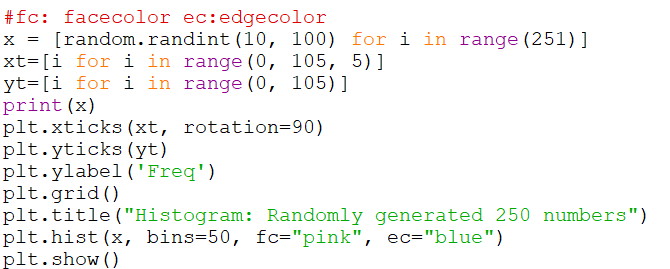 #fc: facecolor ec:edgecolor
x = [random.randint(10, 100) for i in range(251)]
xt=[i for i in range(0, 105, 5)]
yt=[i for i in range(0, 105)]
print(x)
plt.xticks(xt, rotation=90)
plt.yticks(yt)
plt.ylabel('Freq')
plt.grid()
plt.title("Histogram: Randomly generated 250 numbers")
plt.hist(x, bins=50, fc="pink", ec="blue")
plt.show()